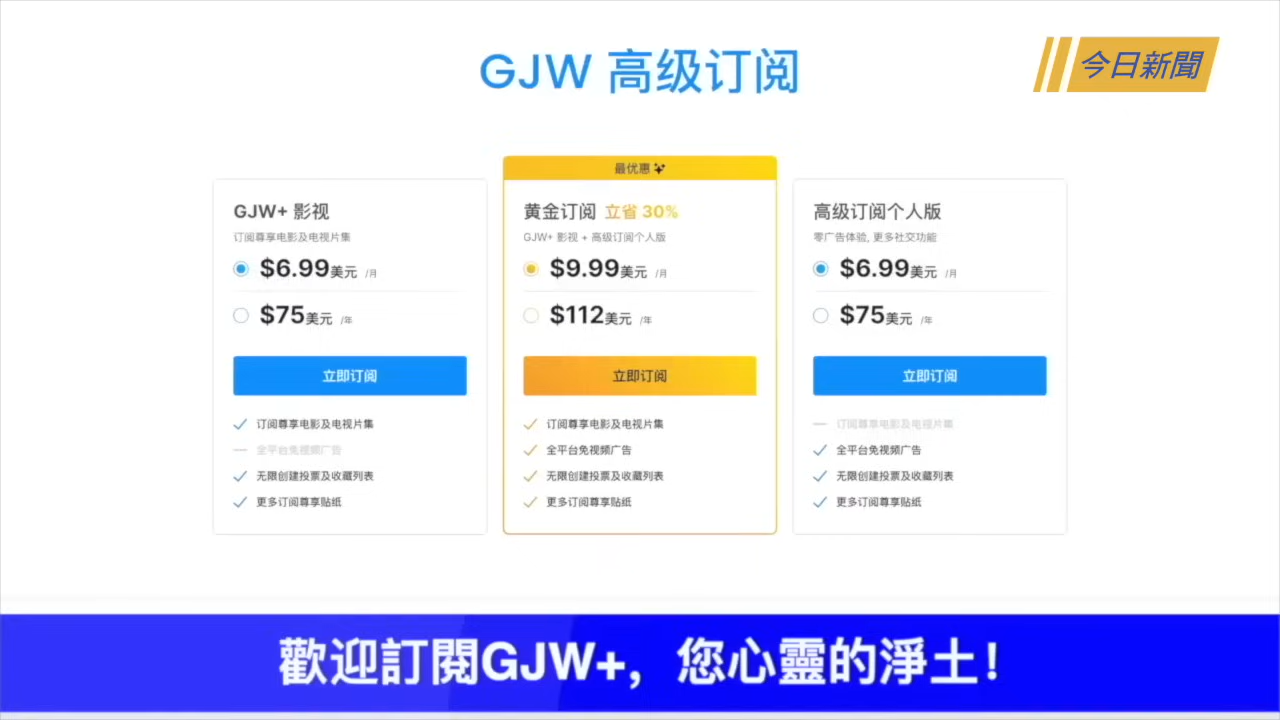 GJW 高级订阅
今日新聞
最优惠
GJW+ 影视
订阅尊享电影及电视片集
$6.99美元 /月
$75美元 /年
立即订阅
订阅尊享电影及电视片集
全平台免视频广告
无限创建投票及收藏列表
更多订阅尊享贴纸
黄金订阅 立省 30%
GJW+ 影视 + 高级订阅个人版
$9.99美元 /月
$112美元 /年
立即订阅
订阅尊享电影及电视片集
全平台免视频广告
无限创建投票及收藏列表
更多订阅尊享贴纸
高级订阅个人版
零广告体验, 更多社交功能
$6.99美元 /月
$75美元 /年
立即订阅
订阅尊享电影及电视片集
全平台免视频广告
无限创建投票及收藏列表
更多订阅尊享贴纸
歡迎訂閱GJW+，您心靈的淨土！